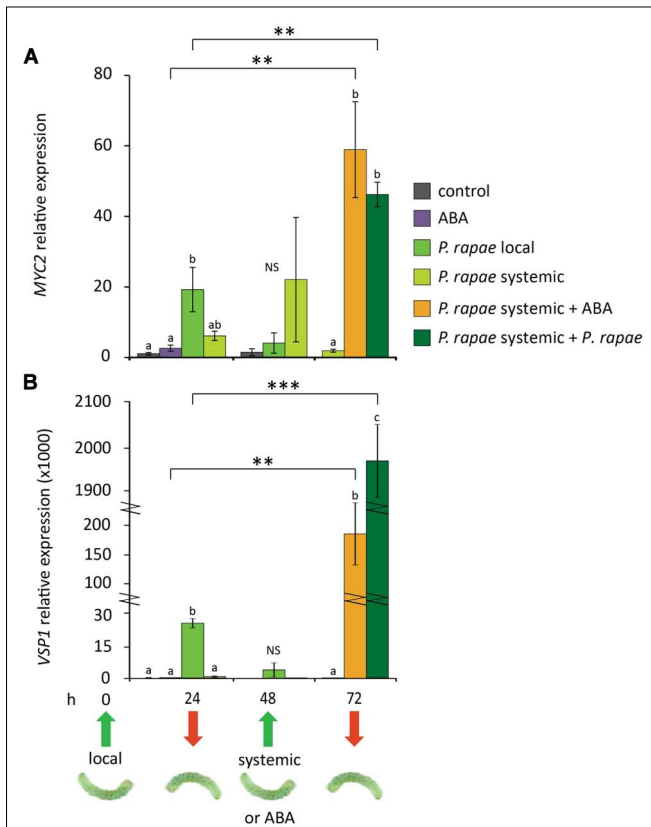 **
A
**
80
b
60
b
MYC2 relative expression
40
control
ABA
P. rapae local
P. rapae systemic
P. rapae systemic + ABA
P. rapae systemic + P. rapae
b
NS
20
ab
a a
a
0
B
2100
***
c
2000
1900
**
b
200
150
100
VSP1 relative expression (x1000)
30
b
15
NS
a a a
a
0
h 0 24 48 72
local systemic
or ABA